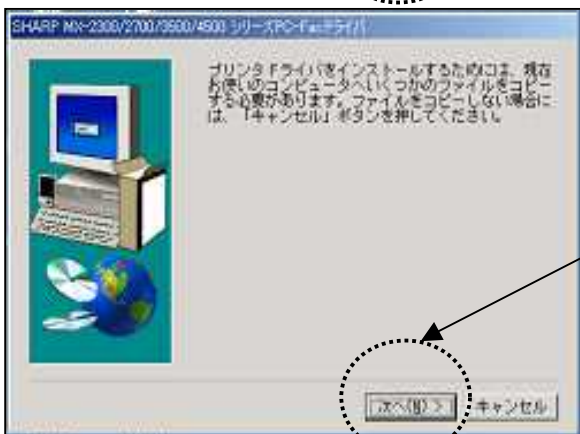 SHARP MX-2300/2700/3500/4500 シリーズPC-Faxドライバ
プリンタドライバをインストールするためには、現在
お使いのコンピュータへいくつかのファイルをコピー
する必要があります。ファイルをコピーしない場合に
は、「キャンセル」ボタンを押してください。
次へ(N) >
キャンセル